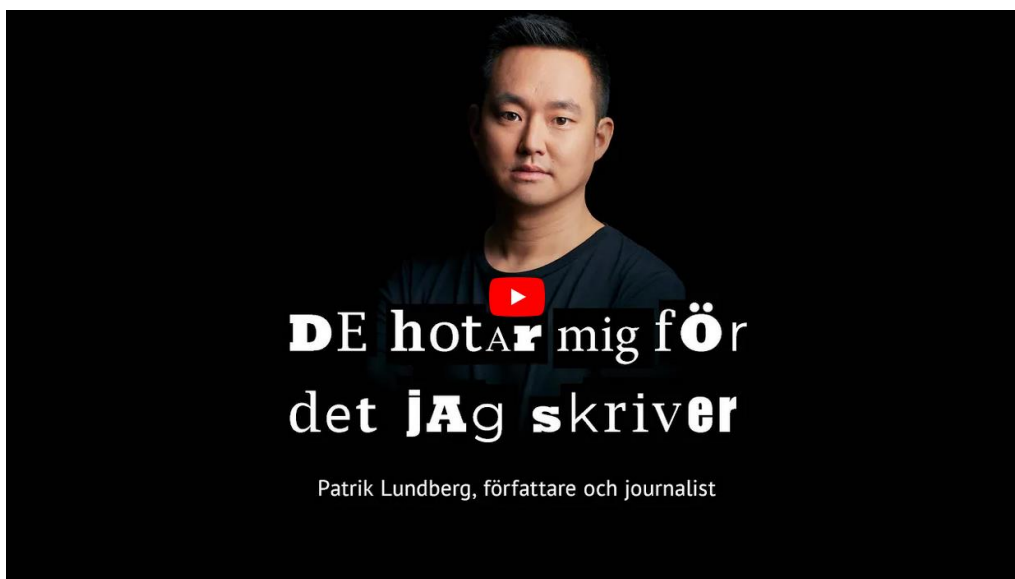 DE hotAr mig fÖr
det jAg skriver
Patrik Lundberg, författare och journalist